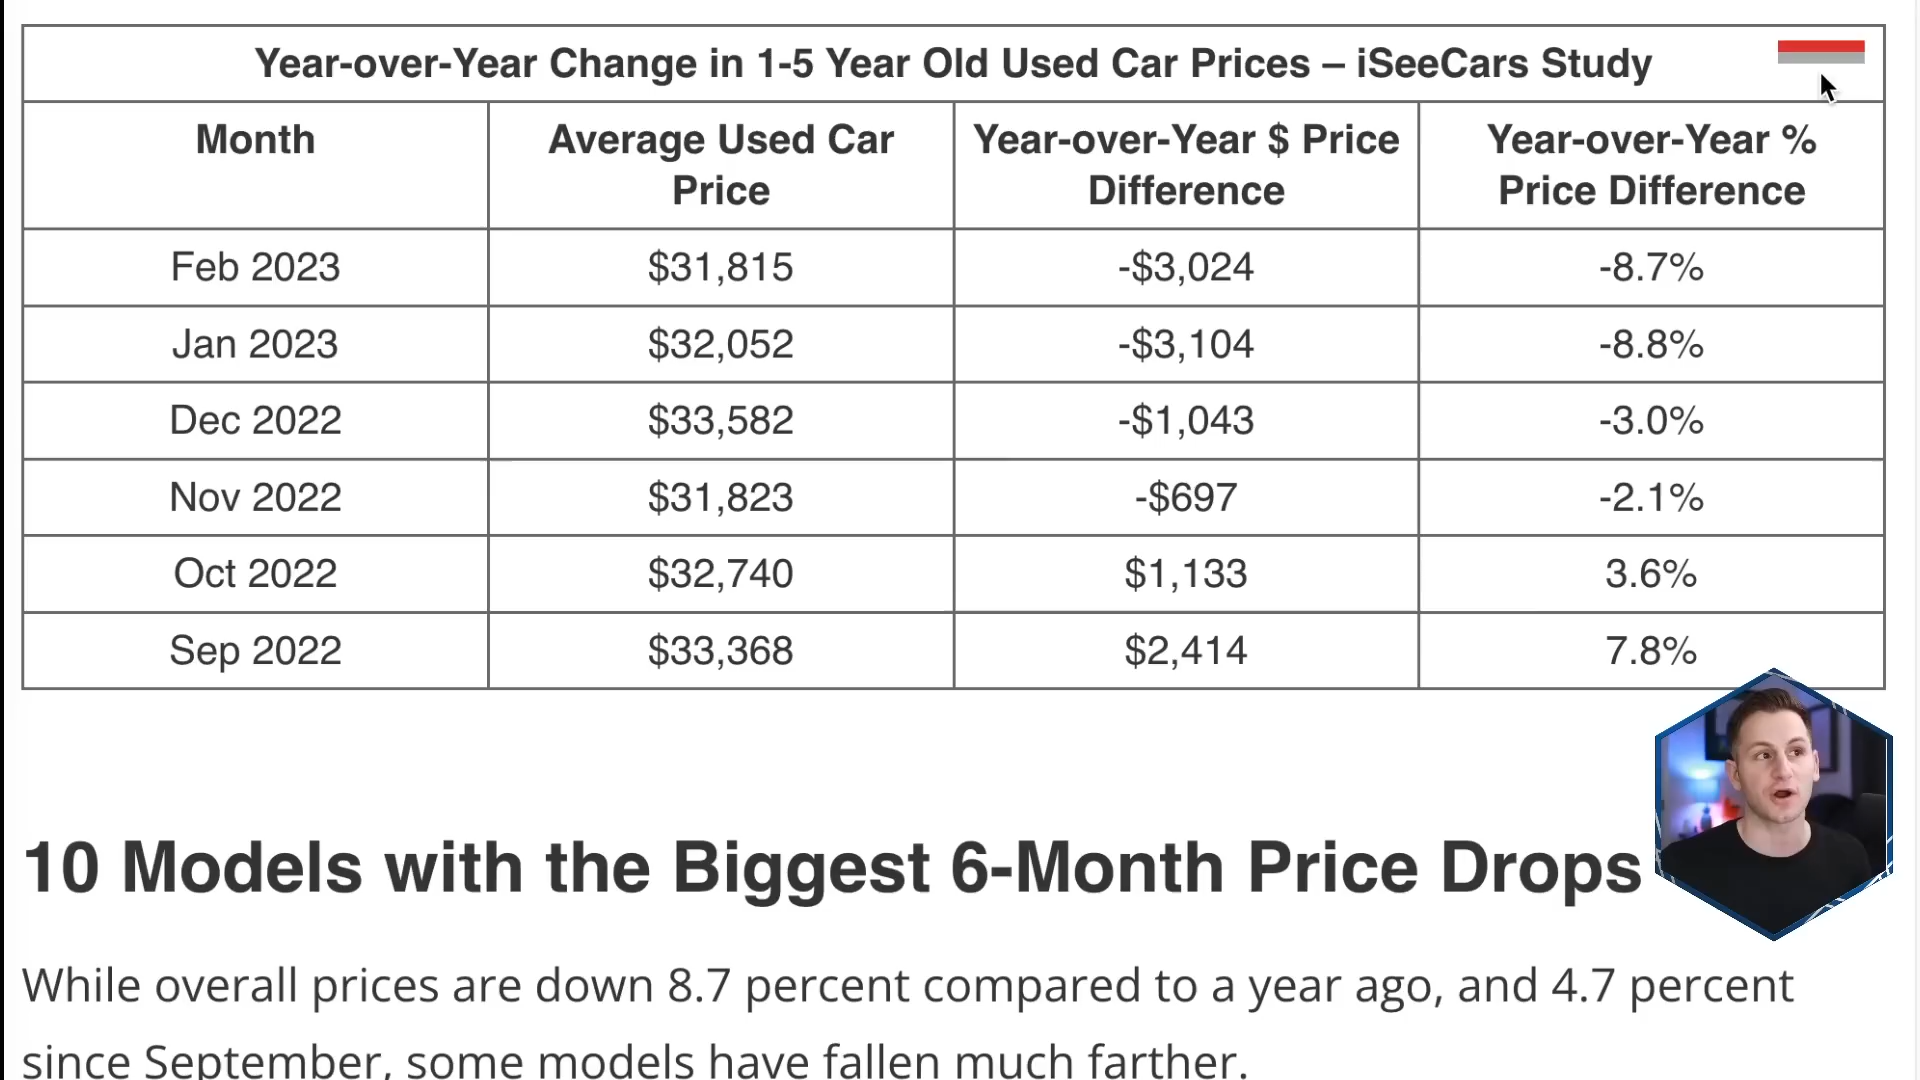 Year-over-Year Change in 1-5 Year Old Used Car Prices – iSeeCars Study
Month
Average Used Car Price
Year-over-Year $ Price Difference
Year-over-Year % Price Difference
Feb 2023 $31,815 -$3,024 -8.7%
Jan 2023 $32,052 -$3,104 -8.8%
Dec 2022 $33,582 -$1,043 -3.0%
Nov 2022 $31,823 -$697 -2.1%
Oct 2022 $32,740 $1,133 3.6%
Sep 2022 $33,368 $2,414 7.8%
10 Models with the Biggest 6-Month Price Drops
While overall prices are down 8.7 percent compared to a year ago, and 4.7 percent
since September, some models have fallen much farther.